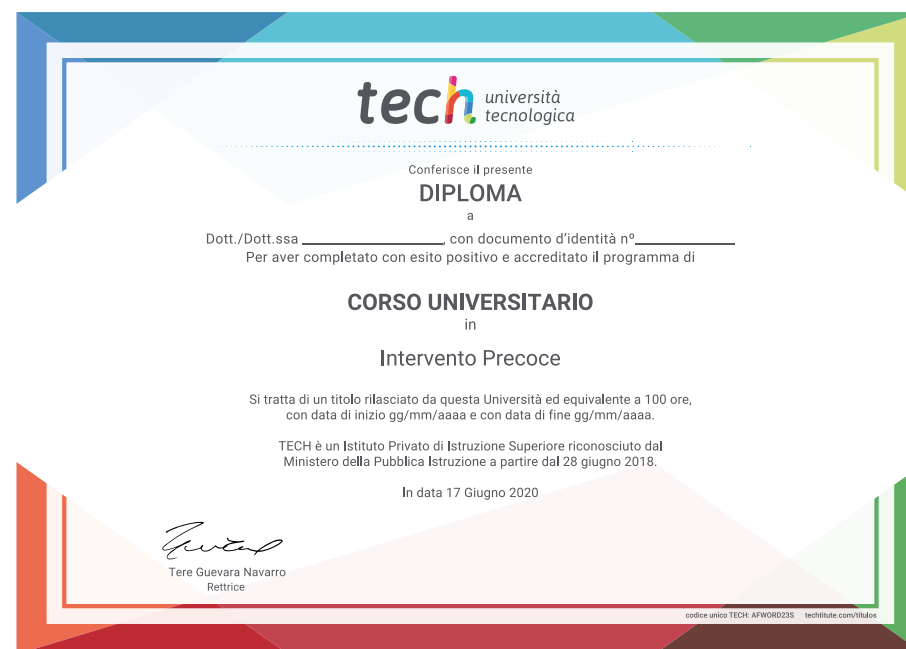 tech università
tecnologica
Conferisce il presente
DIPLOMA
a
Dott./Dott.ssa ____________________, con documento d'identità nº______________
Per aver completato con esito positivo e accreditato il programma di
CORSO UNIVERSITARIO
in
Intervento Precoce
Si tratta di un titolo rilasciato da questa Università ed equivalente a 100 ore,
con data di inizio gg/mm/aaaa e con data di fine gg/mm/aaaa.
TECH è un Istituto Privato di Istruzione Superiore riconosciuto dal
Ministero della Pubblica Istruzione a partire dal 28 giugno 2018.
In data 17 Giugno 2020
Tere Guevara Navarro
Rettrice
codice unico TECH: AFWORD23S techtitute.com/títulos